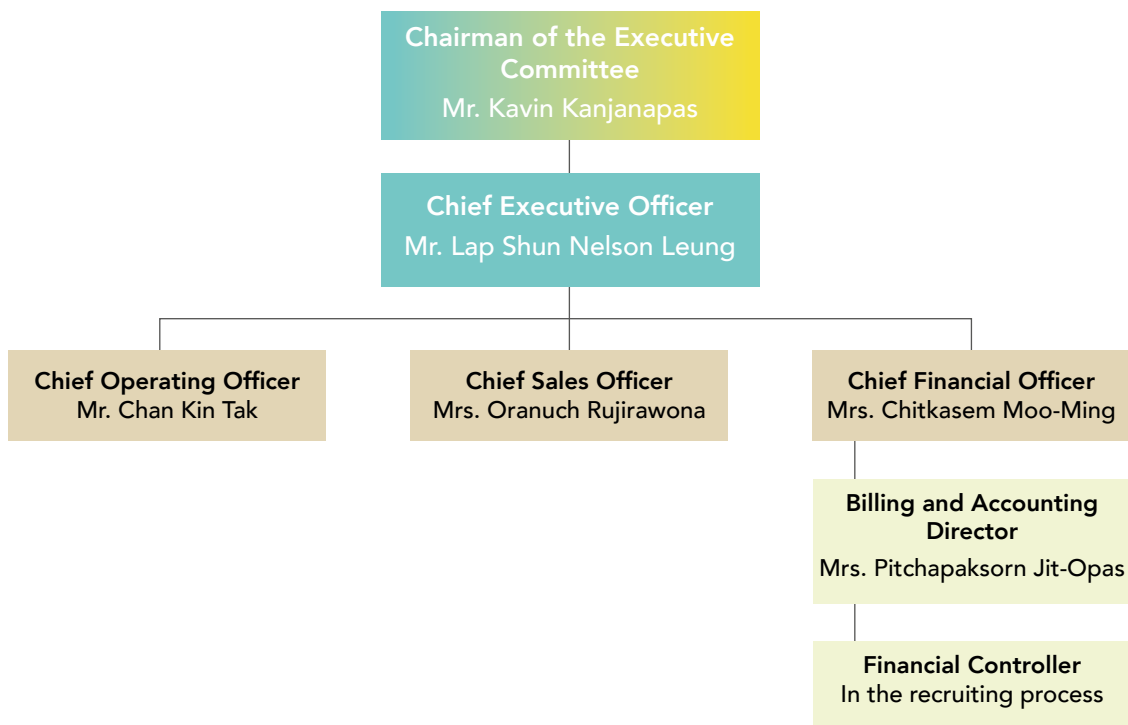 Chairman of the Executive
Committee
Mr. Kavin Kanjanapas
Chief Executive Officer
Mr. Lap Shun Nelson Leung
Chief Operating Officer
Mr. Chan Kin Tak
Chief Sales Officer
Mrs. Oranuch Rujirawona
Chief Financial Officer
Mrs. Chitkasem Moo-Ming
Billing and Accounting
Director
Mrs. Pitchapaksorn Jit-Opas
Financial Controller
In the recruiting process